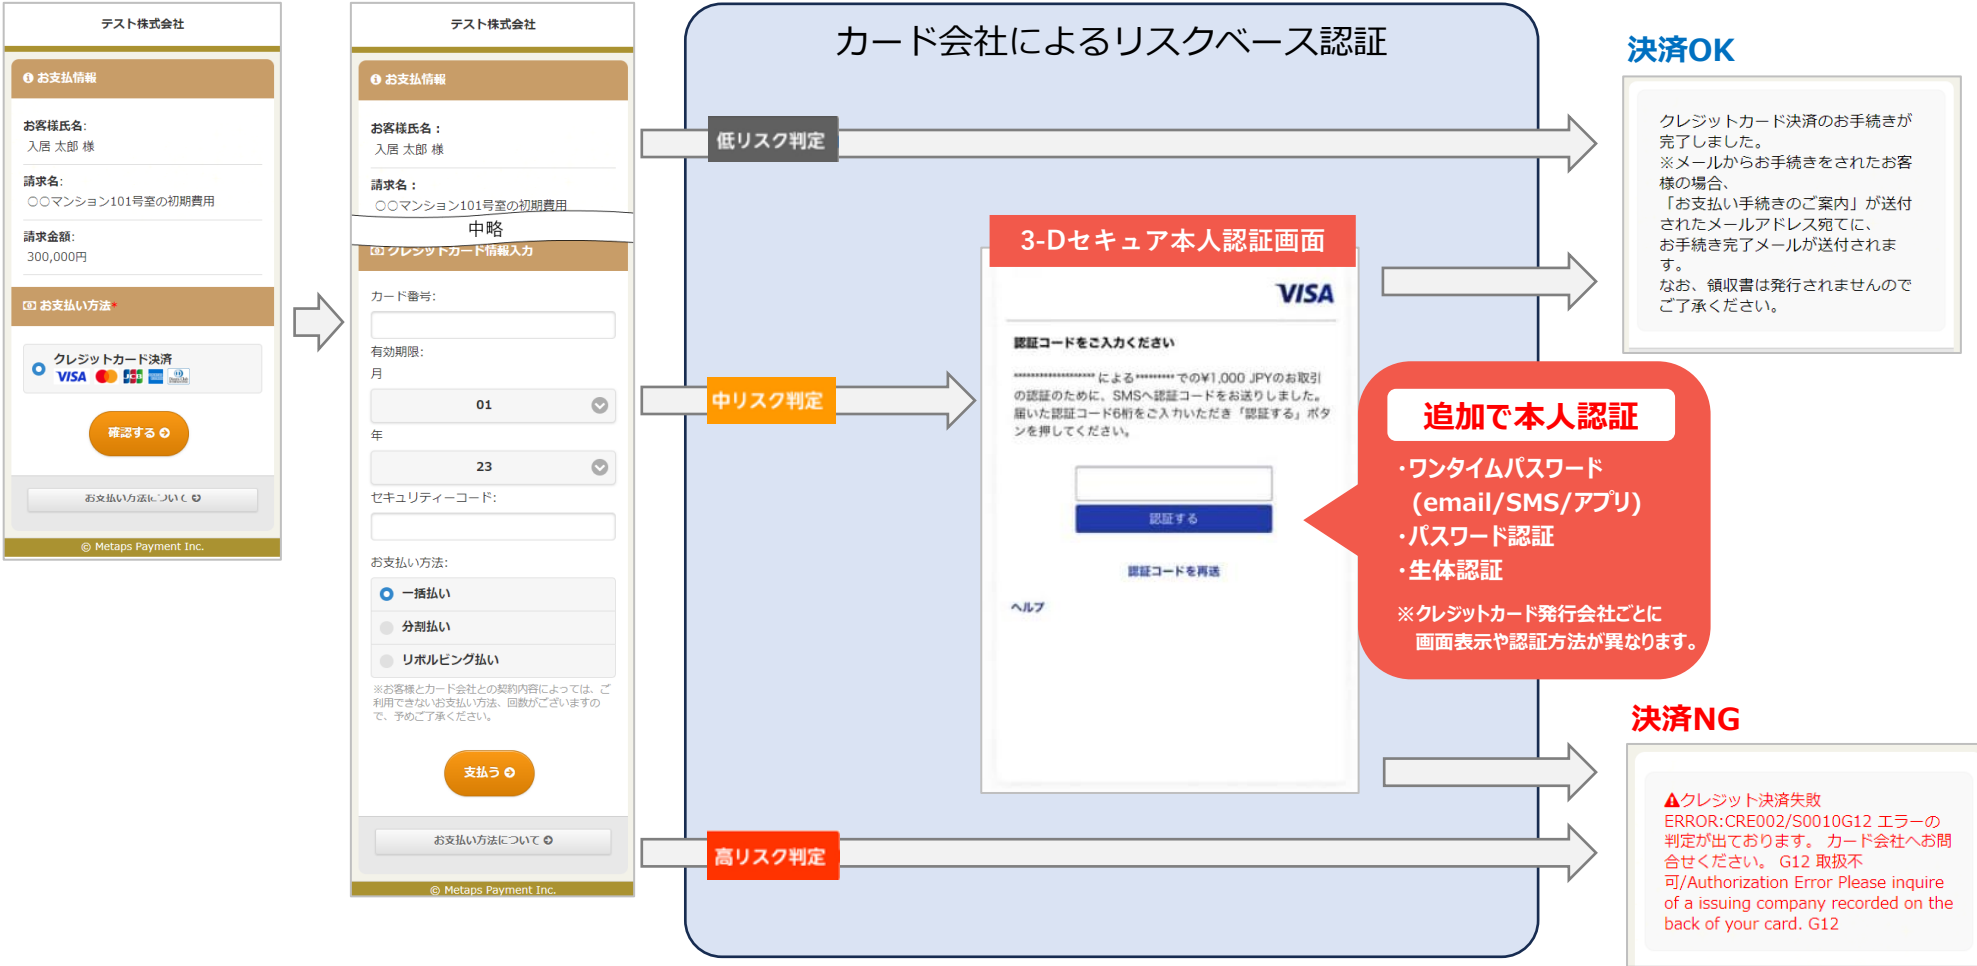 テスト株式会社
お支払情報
お客様氏名:
入居 太郎 様
請求名:
○○マンション101号室の初期費用
請求金額:
300,000円
お支払い方法*
クレジットカード決済
VISA
JCB
確認する
お支払い方法について
© Metaps Payment Inc.
テスト株式会社
お支払情報
お客様氏名：
入居 太郎 様
請求名：
○○マンション101号室の初期費用
中略
クレジットカード情報入力
カード番号:
有効期限:
月
01
年
23
セキュリティーコード:
お支払い方法:
一括払い
分割払い
リボルビング払い
※お客様とカード会社との契約内容によっては、ご
利用できないお支払い方法、回数がございますの
で、予めご了承ください。
支払う
お支払い方法について
© Metaps Payment Inc.
カード会社によるリスクベース認証
低リスク判定
中リスク判定
高リスク判定
3-Dセキュア本人認証画面
VISA
認証コードをご入力ください
******************* による********* での¥1,000 JPYのお取引
の認証のために、SMSへ認証コードをお送りしました。
届いた認証コード6桁をご入力いただき「認証する」ボタ
ンを押してください。
認証する
認証コードを再送
ヘルプ
追加で本人認証
・ワンタイムパスワード
(email/SMS/アプリ)
・パスワード認証
・生体認証
※クレジットカード発行会社ごとに
画面表示や認証方法が異なります。
決済OK
クレジットカード決済のお手続きが
完了しました。
※メールからお手続きをされたお客
様の場合、
「お支払い手続きのご案内」が送付
されたメールアドレス宛てに、
お手続き完了メールが送付されま
す。
なお、領収書は発行されませんので
ご了承ください。
決済NG
クレジット決済失敗
ERROR:CRE002/S0010G12 エラーの
判定が出ております。 カード会社へお問
合せください。 G12 取扱不
可/Authorization Error Please inquire
of a issuing company recorded on the
back of your card. G12